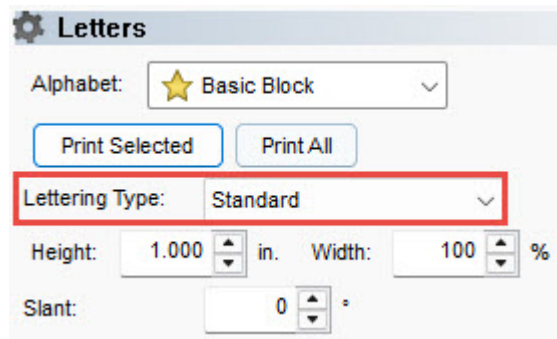 Letters
Alphabet: Basic Block
Print Selected Print All
Lettering Type: Standard
Height: 1.000 in. Width: 100 %
Slant: 0 °